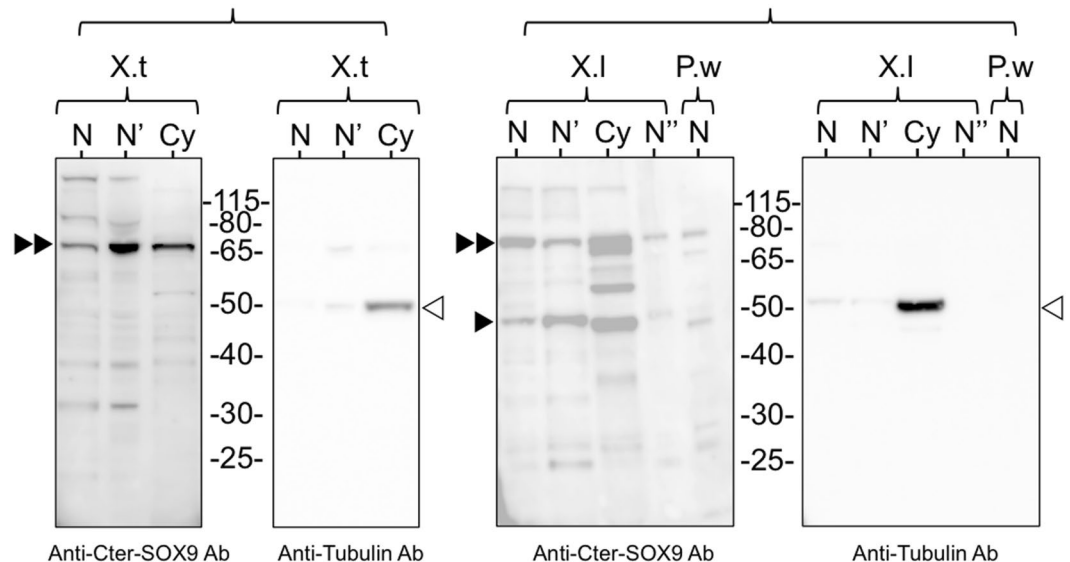 X.t X.t X.l P.w X.l P.w
N N' Cy N N' Cy N N' Cy N'' N N N' Cy N'' N
-115- -115-
-80- -80-
-65- -65-
-50- -50-
-40- -40-
-30- -30-
-25- -25-
Anti-Cter-SOX9 Ab Anti-Tubulin Ab Anti-Cter-SOX9 Ab Anti-Tubulin Ab